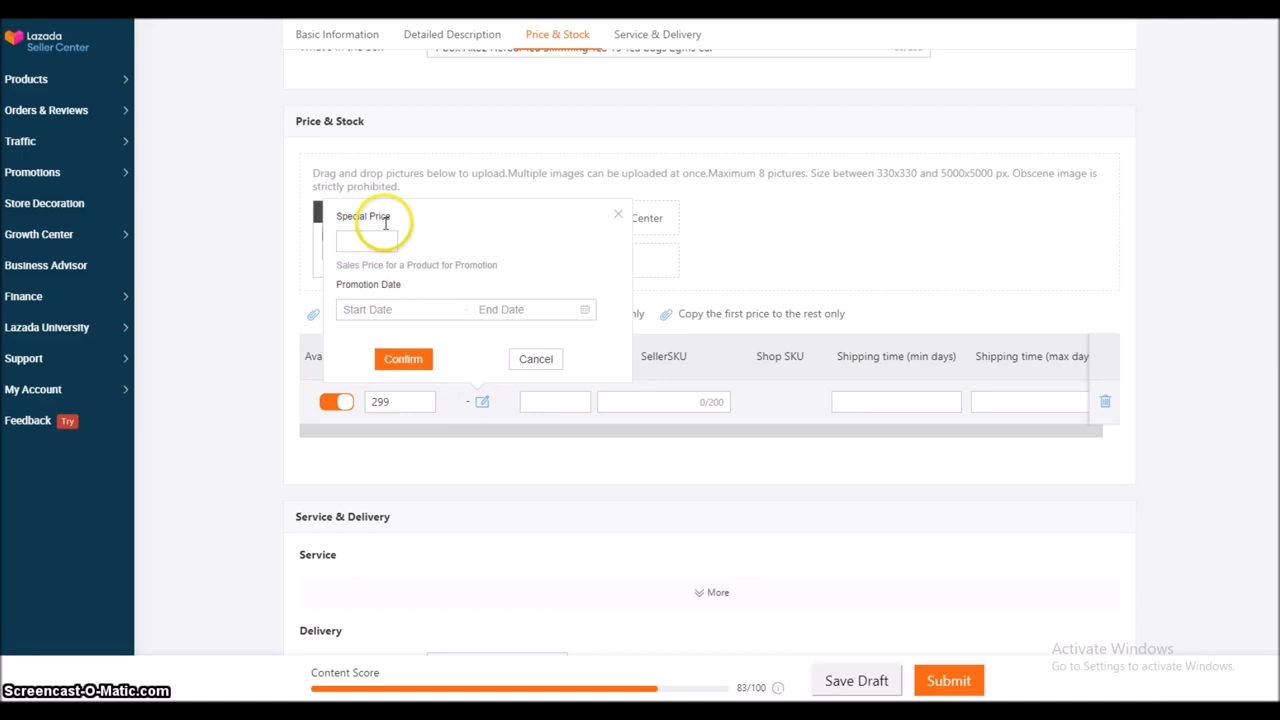 Lazada
Seller Center
Products
Orders & Reviews
Traffic
Promotions
Store Decoration
Growth Center
Business Advisor
Finance
Lazada University
Support
My Account
Feedback Try
Basic Information Detailed Description Price & Stock Service & Delivery
Price & Stock
Drag and drop pictures below to upload.Multiple images can be uploaded at once.Maximum 8 pictures. Size between 330x330 and 5000x5000 px. Obscene image is
strictly prohibited.
Special Price
Center
Sales Price for a Product for Promotion
Promotion Date
Start Date - End Date
Copy the first price to the rest only
Confirm Cancel
SellerSKU Shop SKU Shipping time (min days) Shipping time (max day
299 - 0/200
Service & Delivery
Service
More
Delivery
Content Score
83/100
Save Draft Submit
Activate Windows
Go to Settings to activate Windows.
Screencast-O-Matic.com